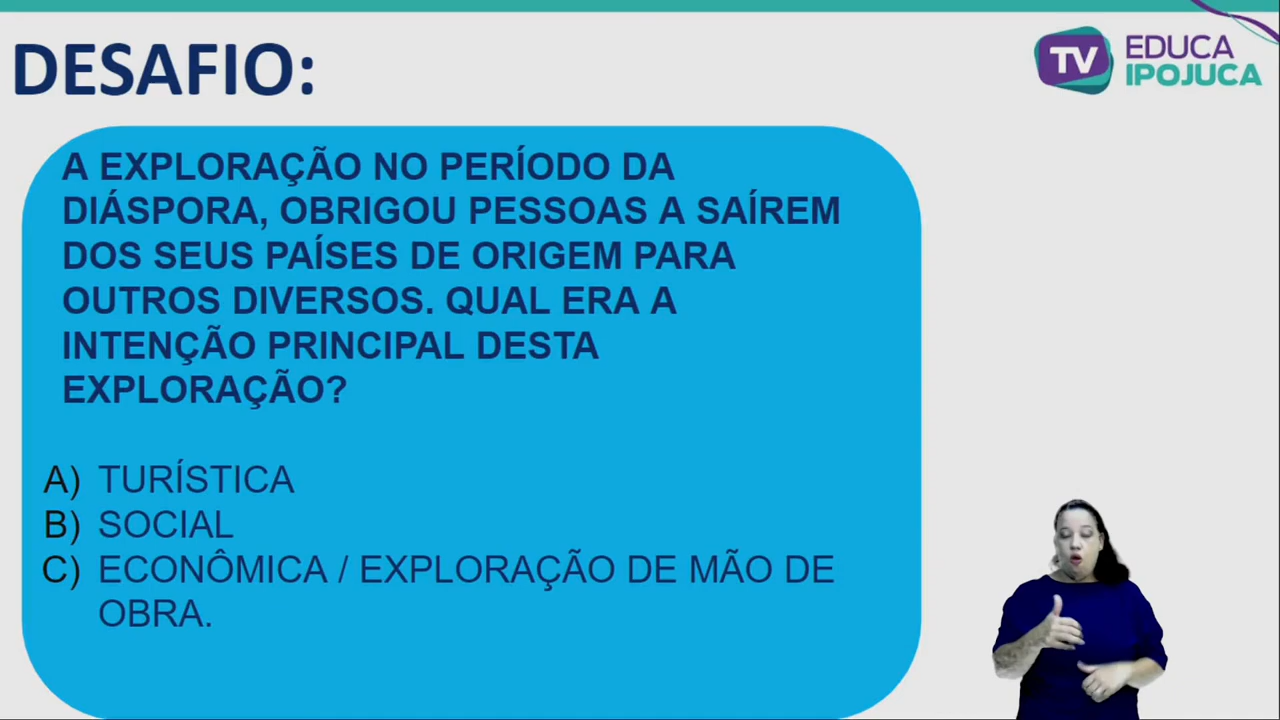 DESAFIO:
TV EDUCA
IPOJUCA
A EXPLORAÇÃO NO PERÍODO DA
DIÁSPORA, OBRIGOU PESSOAS A SAÍREM
DOS SEUS PAÍSES DE ORIGEM PARA
OUTROS DIVERSOS. QUAL ERA A
INTENÇÃO PRINCIPAL DESTA
EXPLORAÇÃO?
A) TURÍSTICA
B) SOCIAL
C) ECONÔMICA / EXPLORAÇÃO DE MÃO DE
OBRA.